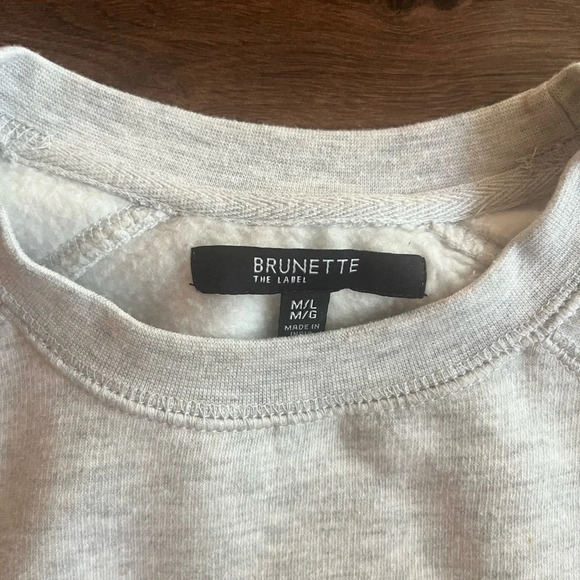 BRUNETTE
THE LABEL
M/L
M/G
MADE IN